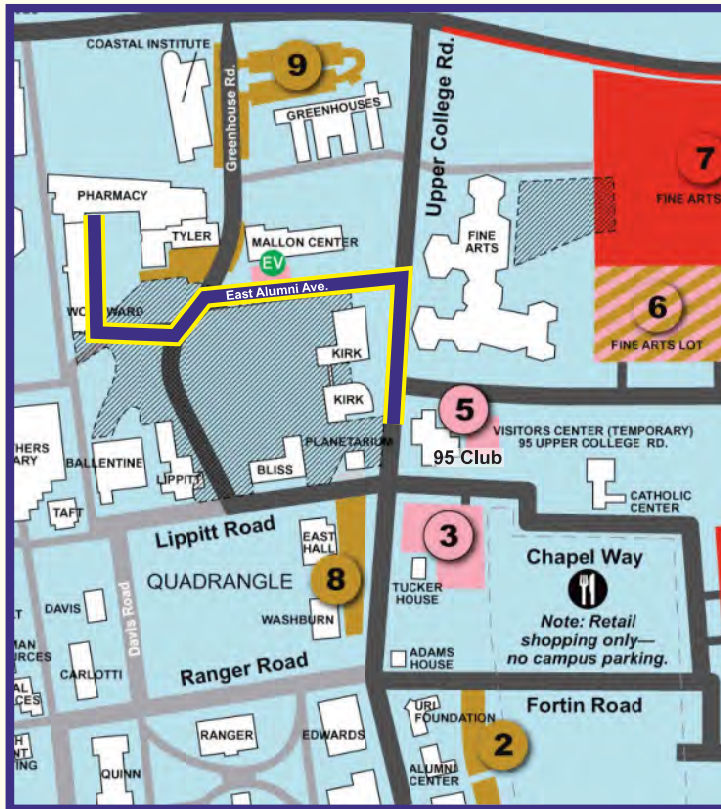 COASTAL INSTITUTE
Greenhouse Rd.
9
GREENHOUSES
Upper College Rd.
7
FINE ARTS
PHARMACY
TYLER
MALLON CENTER
EV
FINE
ARTS
East Alumni Ave.
6
FINE ARTS LOT
KIRK
KIRK
5
VISITORS CENTER (TEMPORARY)
95 UPPER COLLEGE RD.
95 Club
PLANETARIUM
BALLENTINE
LIPPITT
BLISS
CATHOLIC
CENTER
TAFT
Lippitt Road
EAST
HALL
3
Chapel Way
QUADRANGLE
8
TUCKER
HOUSE
DAVIS
Davis Road
WASHBURN
Note: Retail
shopping only—
no campus parking.
CARLOTTI
Ranger Road
ADAMS
HOUSE
URI
FOUNDATION
Fortin Road
RANGER
EDWARDS
2
QUINN
ALUMNI
CENTER